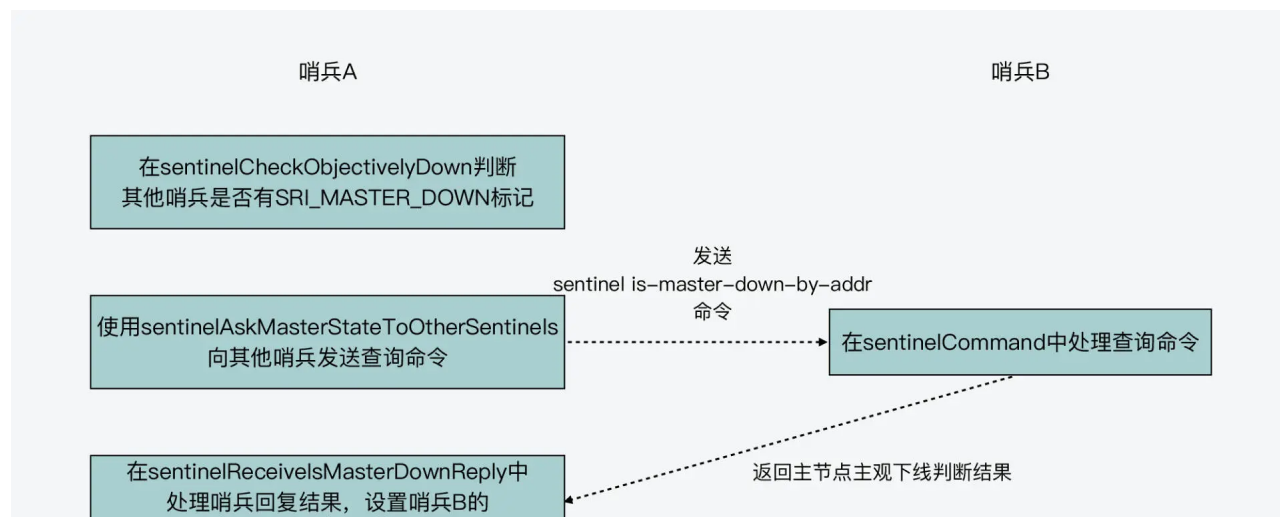 哨兵A
哨兵B
在sentinelCheckObjectivelyDown判断
其他哨兵是否有SRI_MASTER_DOWN标记
发送
sentinel is-master-down-by-addr
命令
使用sentinelAskMasterStateToOtherSentinels
向其他哨兵发送查询命令
在sentinelCommand中处理查询命令
在sentinelReceiveIsMasterDownReply中
处理哨兵回复结果，设置哨兵B的
返回主节点主观下线判断结果